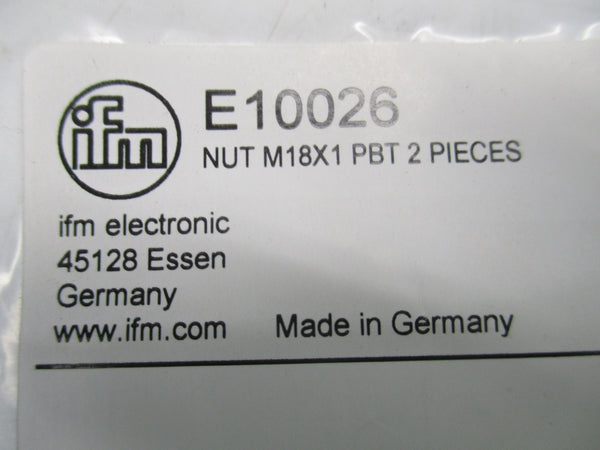 ifm
E10026
NUT M18X1 PBT 2 PIECES
ifm electronic
45128 Essen
Germany
www.ifm.com Made in Germany